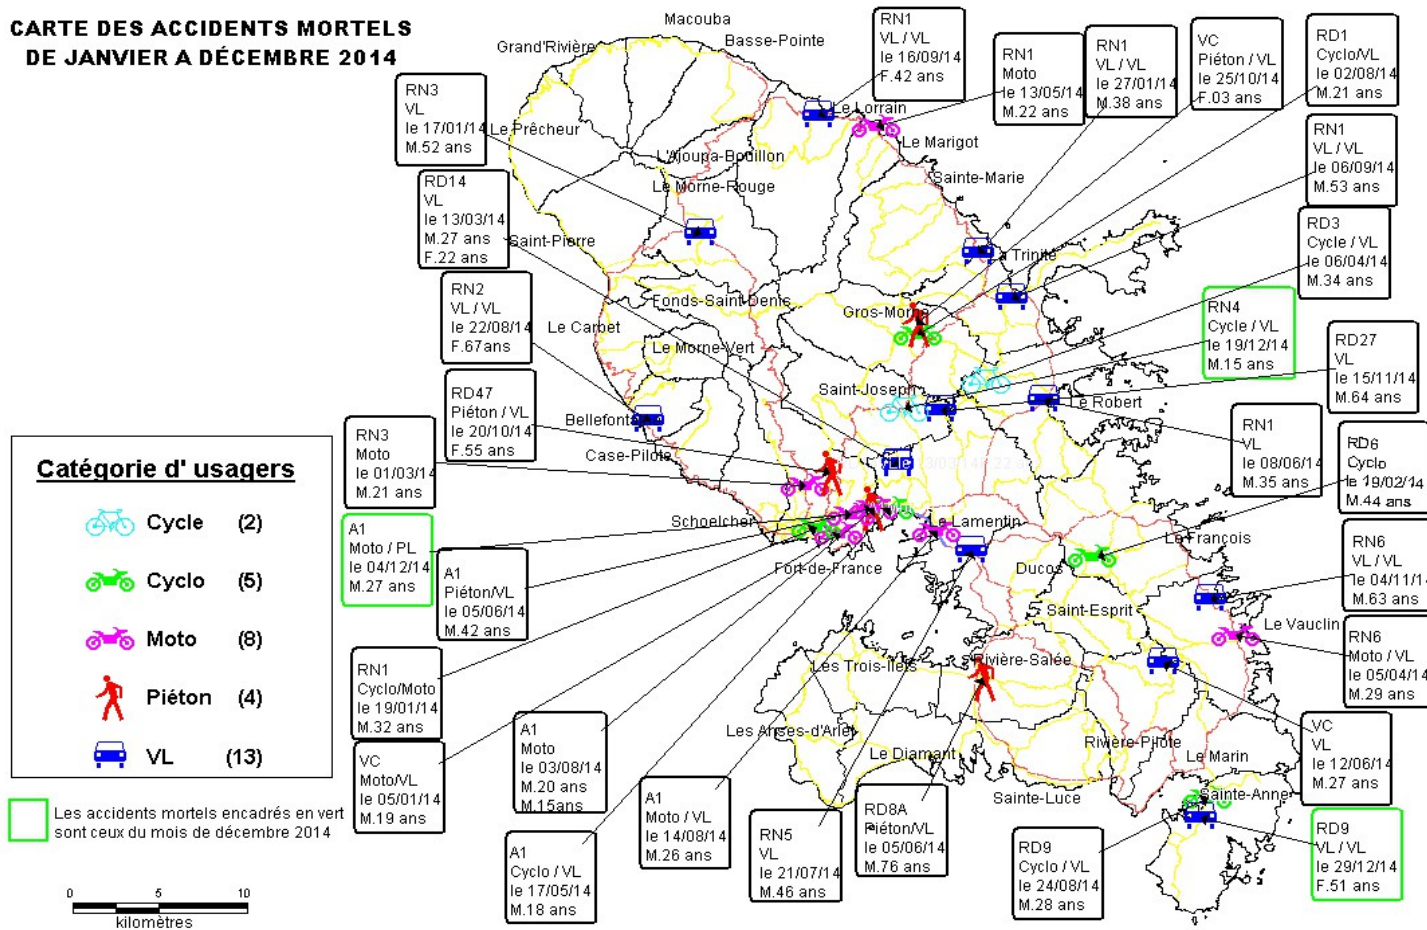 CARTE DES ACCIDENTS MORTELS
DE JANVIER A DÉCEMBRE 2014
Macouba
Grand'Rivière
Basse-Pointe
RN1
VL / VL
le 16/09/14
F.42 ans
RN1
Moto
le 13/05/14
M.22 ans
RN1
VL / VL
le 27/01/14
M.38 ans
VC
Piéton / VL
le 25/10/14
F.03 ans
RD1
Cyclo/VL
le 02/08/14
M.21 ans
RN3
VL
le 17/01/14
M.52 ans
Le Prêcheur
Le Lorrain
L'Ajoupa-Bouillon
Le Marigot
RN1
VL / VL
le 06/09/14
M.53 ans
RD14
VL
le 13/03/14
M.27 ans
F.22 ans
Le Morne-Rouge
Sainte-Marie
Saint-Pierre
La Trinité
RD3
Cycle / VL
le 06/04/14
M.34 ans
RN2
VL / VL
le 22/08/14
F.67ans
Fonds-Saint-Denis
Gros-Morne
RN4
Cycle / VL
le 19/12/14
M.15 ans
Le Carbet
Le Morne-Vert
RD27
VL
le 15/11/14
M.64 ans
RD47
Piéton / VL
le 20/10/14
F.55 ans
Saint-Joseph
Le Robert
Bellefontaine
Case-Pilote
RN1
VL
le 08/06/14
M.35 ans
RN3
Moto
le 01/03/14
M.21 ans
RD6
Cyclo
le 19/02/14
M.44 ans
Catégorie d' usagers
Cycle (2)
Cyclo (5)
Moto (8)
Piéton (4)
VL (13)
Les accidents mortels encadrés en vert
sont ceux du mois de décembre 2014
A1
Moto / PL
le 04/12/14
M.27 ans
Schoelcher
Le Lamentin
Le François
A1
Piéton/VL
le 05/06/14
M.42 ans
Fort-de-France
Ducos
RN6
VL / VL
le 04/11/14
M.63 ans
Saint-Esprit
Le Vauclin
RN1
Cyclo/Moto
le 19/01/14
M.32 ans
Les Trois-Ilets
Rivière-Salée
RN6
Moto / VL
le 05/04/14
M.29 ans
VC
Moto/VL
le 05/01/14
M.19 ans
A1
Moto
le 03/08/14
M.20 ans
M.15ans
Les Anses-d'Arlet
Le Diamant
Rivière-Pilote
Le Marin
VC
VL
le 12/06/14
M.27 ans
A1
Moto / VL
le 14/08/14
M.26 ans
RD8A
Piéton/VL
le 05/06/14
M.76 ans
Sainte-Luce
Sainte-Anne
A1
Cyclo / VL
le 17/05/14
M.18 ans
RN5
VL
le 21/07/14
M.46 ans
RD9
Cyclo / VL
le 24/08/14
M.28 ans
RD9
VL / VL
le 29/12/14
F.51 ans
0 5 10
kilomètres